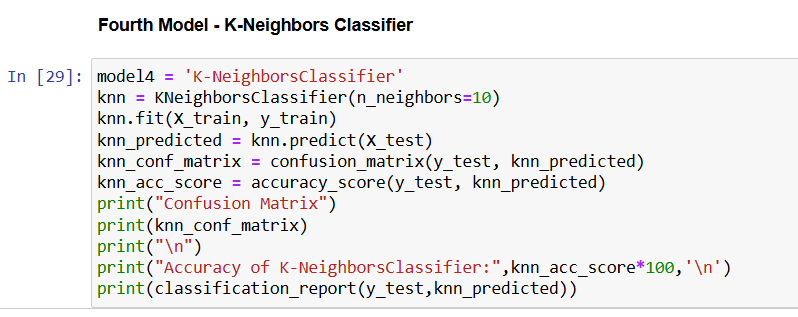 Fourth Model - K-Neighbors Classifier
In [29]: model4 = 'K-NeighborsClassifier'
knn = KNeighborsClassifier(n_neighbors=10)
knn.fit(X_train, y_train)
knn_predicted = knn.predict(X_test)
knn_conf_matrix = confusion_matrix(y_test, knn_predicted)
knn_acc_score = accuracy_score(y_test, knn_predicted)
print("Confusion Matrix")
print(knn_conf_matrix)
print("\n")
print("Accuracy of K-NeighborsClassifier:",knn_acc_score*100,'\n')
print(classification_report(y_test,knn_predicted))